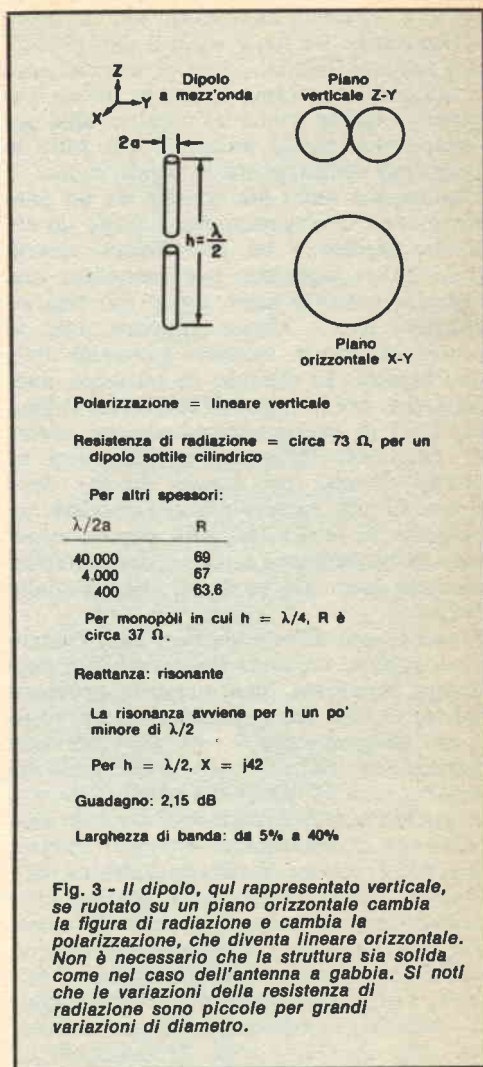 Z
Y
X
Dipolo
a mezz'onda
Piano
verticale Z-Y
2a
h = λ/2
Piano
orizzontale X-Y
Polarizzazione = lineare verticale
Resistenza di radiazione = circa 73 Ω, per un
dipolo sottile cilindrico
Per altri spessori:
λ/2a R
40.000 69
4.000 67
400 63.6
Per monopòli in cui h = λ/4, R è
circa 37 Ω.
Reattanza: risonante
La risonanza avviene per h un po'
minore di λ/2
Per h = λ/2, X = j42
Guadagno: 2,15 dB
Larghezza di banda: da 5% a 40%
Fig. 3 - Il dipolo, qui rappresentato verticale,
se ruotato su un piano orizzontale cambia
la figura di radiazione e cambia la
polarizzazione, che diventa lineare orizzontale.
Non è necessario che la struttura sia solida
come nel caso dell'antenna a gabbia. Si noti
che le variazioni della resistenza di
radiazione sono piccole per grandi
variazioni di diametro.